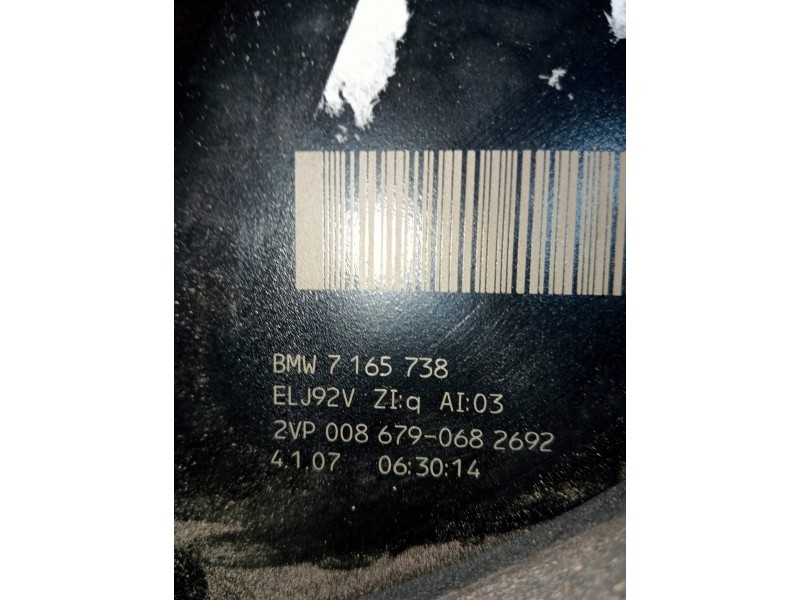 BMW 7 165 738
ELJ92V ZI:q AI:03
2VP 008 679-068 2692
4.1.07 06:30:14